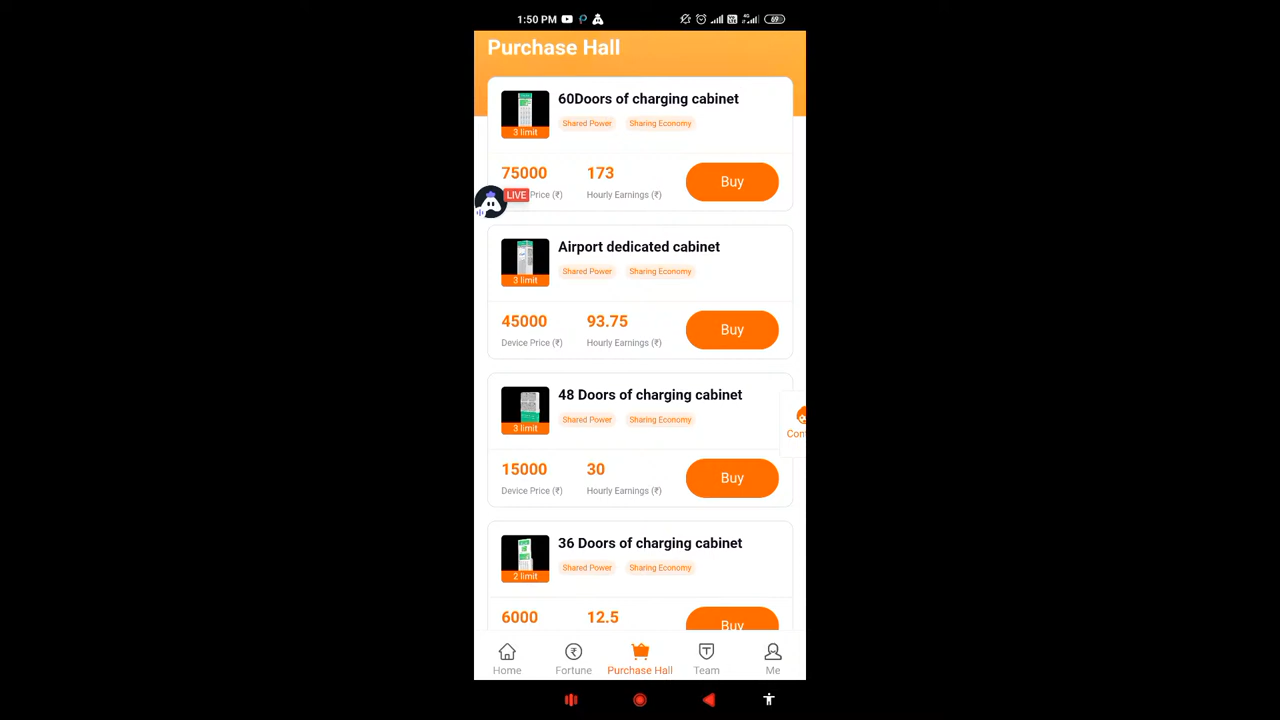 1:50 PM
4G
69
Purchase Hall
60Doors of charging cabinet
3 limit
Shared Power Sharing Economy
75000 173
Buy
LIVE
Price (₹) Hourly Earnings (₹)
Airport dedicated cabinet
3 limit
Shared Power Sharing Economy
45000 93.75
Buy
Device Price (₹) Hourly Earnings (₹)
48 Doors of charging cabinet
3 limit
Shared Power Sharing Economy
Cont
15000 30
Buy
Device Price (₹) Hourly Earnings (₹)
36 Doors of charging cabinet
2 limit
Shared Power Sharing Economy
6000 12.5
Buy
Home Fortune Purchase Hall Team Me